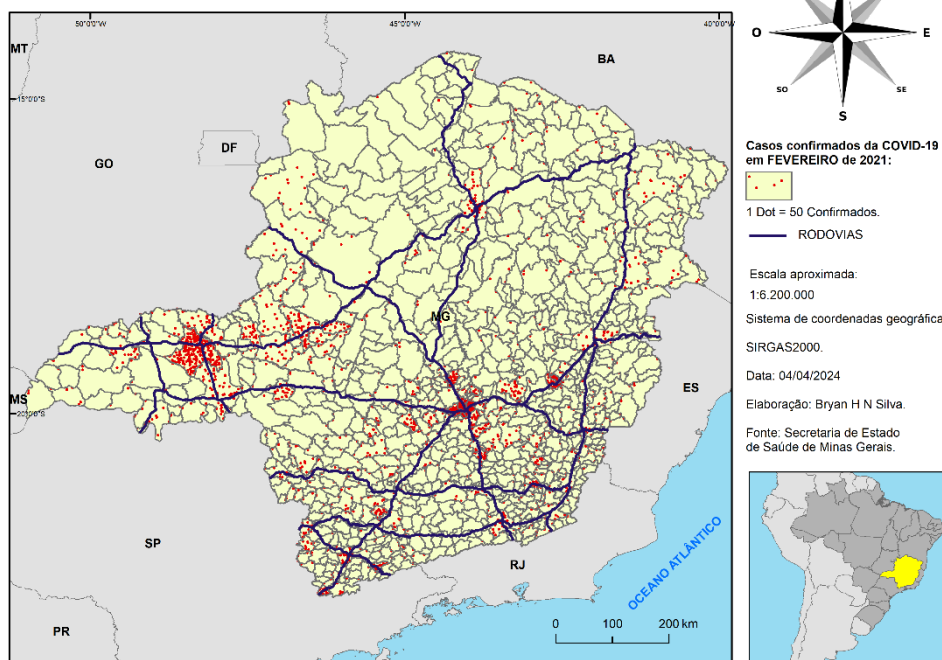 50°0'0"W
45°0'0"W
40°0'0"W
MT
BA
15°0'0"S
GO
DF
MG
MS
20°0'0"S
ES
SP
RJ
PR
OCEANO ATLÂNTICO
0 100 200 km
O
E
SO
SE
S
Casos confirmados da COVID-19
em FEVEREIRO de 2021:
1 Dot = 50 Confirmados.
RODOVIAS
Escala aproximada:
1:6.200.000
Sistema de coordenadas geográfica
SIRGAS2000.
Data: 04/04/2024
Elaboração: Bryan H N Silva.
Fonte: Secretaria de Estado
de Saúde de Minas Gerais.